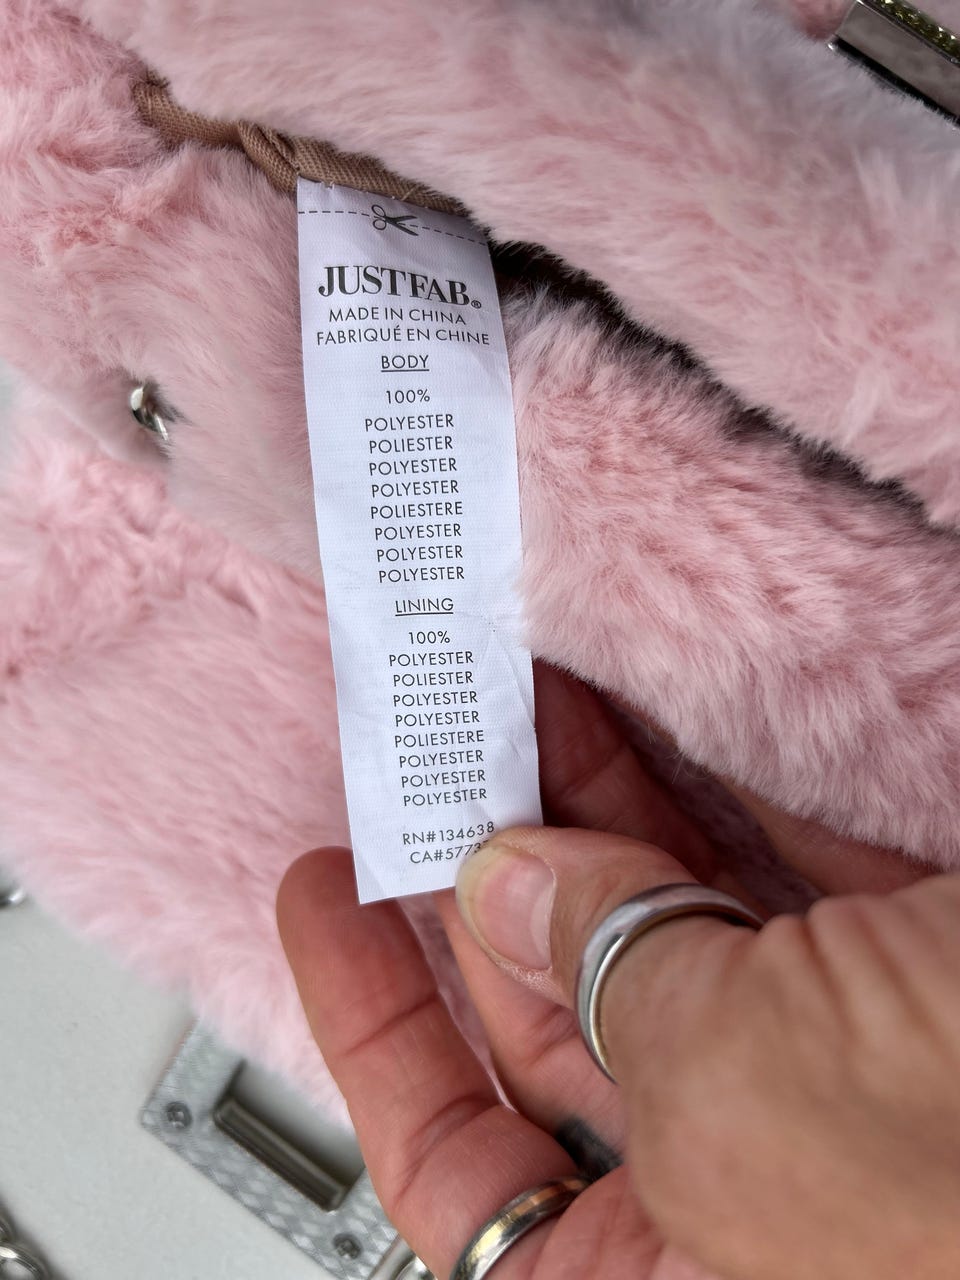 JUSTFAB®
MADE IN CHINA
FABRIQUÉ EN CHINE
BODY
100%
POLYESTER
POLIESTER
POLYESTER
POLYESTER
POLIESTERE
POLYESTER
POLYESTER
POLYESTER
LINING
100%
POLYESTER
POLIESTER
POLYESTER
POLYESTER
POLIESTERE
POLYESTER
POLYESTER
POLYESTER
RN#134638